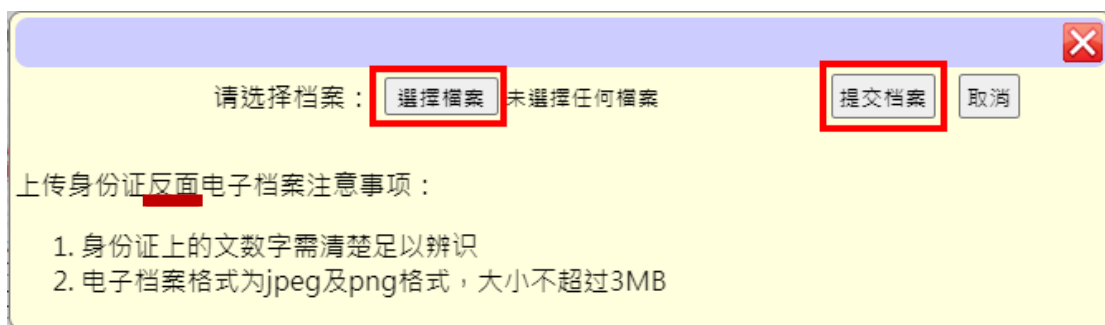 请选择档案： 選擇檔案 未選擇任何檔案 提交档案 取消
上传身份证反面电子档案注意事项：
1. 身份证上的文数字需清楚足以辨识
2. 电子档案格式为jpeg及png格式，大小不超过3MB